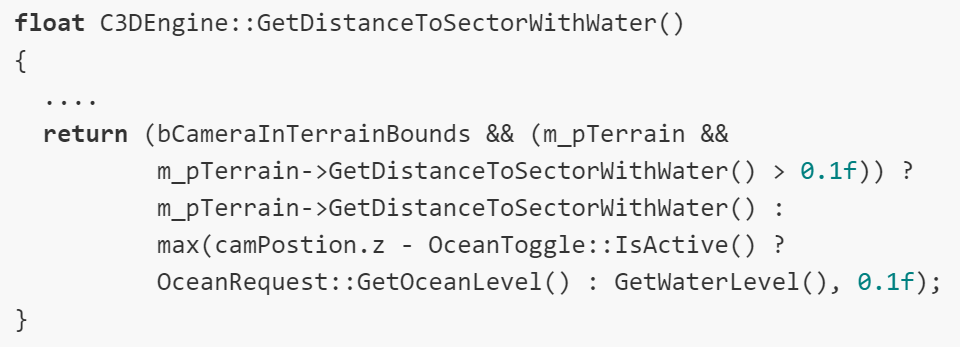 float C3DEngine::GetDistanceToSectorWithWater()
{
  ....
  return (bCameraInTerrainBounds && (m_pTerrain &&
          m_pTerrain->GetDistanceToSectorWithWater() > 0.1f)) ?
          m_pTerrain->GetDistanceToSectorWithWater() :
          max(camPostion.z - OceanToggle::IsActive() ?
          OceanRequest::GetOceanLevel() : GetWaterLevel(), 0.1f);
}